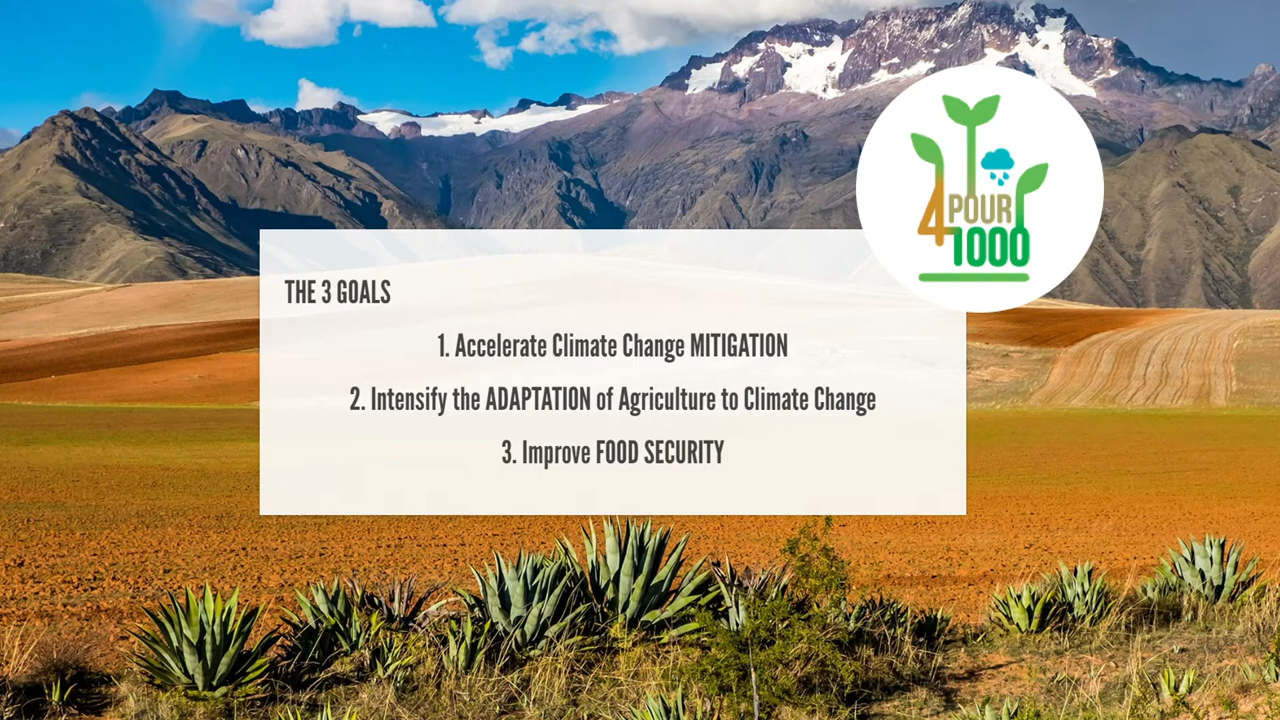 4 POUR
1000
THE 3 GOALS
1. Accelerate Climate Change MITIGATION
2. Intensify the ADAPTATION of Agriculture to Climate Change
3. Improve FOOD SECURITY